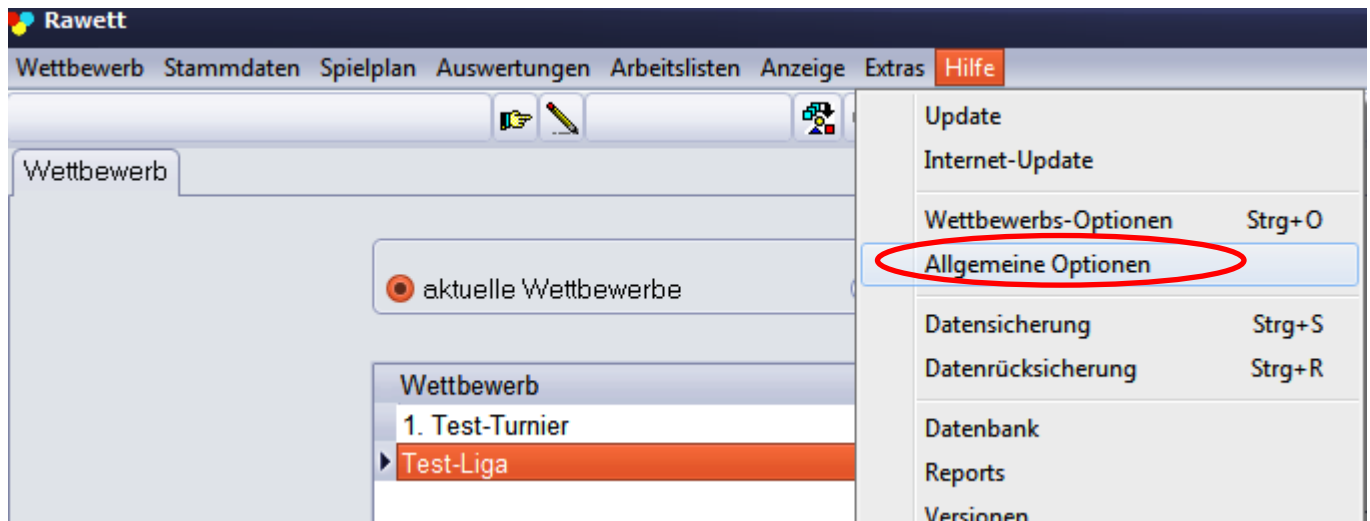 Rawett
Wettbewerb Stammdaten Spielplan Auswertungen Arbeitslisten Anzeige Extras Hilfe
Wettbewerb
aktuelle Wettbewerbe
Wettbewerb
1. Test-Turnier
Test-Liga
Update
Internet-Update
Wettbewerbs-Optionen Strg+O
Allgemeine Optionen
Datensicherung Strg+S
Datenrücksicherung Strg+R
Datenbank
Reports
Versionen